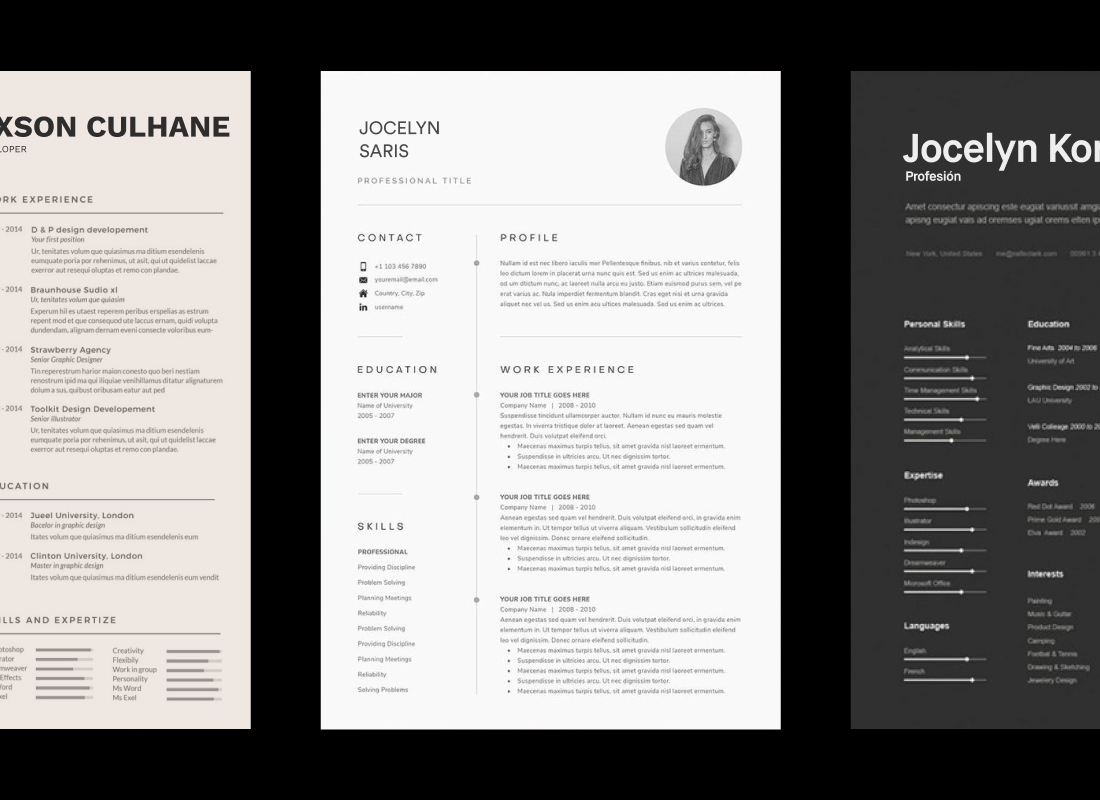 XSON CULHANE
LOPER
RK EXPERIENCE
- 2014 D & P design developement
Your first position
Ur, tenitates volum que quiasimus ma ditium esendelenis
eumquate poria por rehenimus, ut asit, qui ut quidelist laccae
exerror aut resequi oluptas et remo con plandae.
- 2014 Braunhouse Sudio xl
Ur, tenitates volum que quiasim
Experum hil es utaest reperem peribus erspelias as estrum
repent mod et que consequod ute laccus ernam, quidi volupta
dundendam, alignam dernam eveni consecte voloribus eum-
- 2014 Strawberry Agency
Senior Graphic Designer
Tin reperestrum harior maion conesto quo beri nestiam
renostrum ipid ma qui iliquiae venihillamus ditatur alignaturem
dolum a sus, quibust oribusam eatur aut ped
- 2014 Toolkit Design Developement
Senior illustrator
Ur, tenitates volum que quiasimus ma ditium esendelenis
eumquate poria por rehenimus, ut asit, qui ut quidelist laccae
exerror aut resequi oluptas et remo con plandae.
UCATION
- 2014 Jueel University, London
Bacelor in graphic design
Itates volum que quiasimus ma ditium esendelenis eum
- 2014 Clinton University, London
Master in graphic design
Itates volum que quiasimus ma ditium esendelenis eum vendit
LLS AND EXPERTIZE
otoshop
rator
mweaver
Effects
ford
xel
Creativity
Flexibily
Work in group
Personality
Ms Word
Ms Exel
JOCELYN
SARIS
PROFESSIONAL TITLE
CONTACT
+1 103 456 7890
youremail@email.com
Country, City, Zip
username
EDUCATION
ENTER YOUR MAJOR
Name of University
2005 - 2007
ENTER YOUR DEGREE
Name of University
2005 - 2007
SKILLS
PROFESSIONAL
Providing Discipline
Problem Solving
Planning Meetings
Reliability
Problem Solving
Providing Discipline
Planning Meetings
Reliability
Solving Problems
PROFILE
Nullam id est nec libero iaculis maximus. Pellentesque finibus, nib et varius contetur, felis
leo dictum lorem in placerat urna nunc quis est. Sed us enim ac ultrices malesuada,
od um dtictum nunc, ac laoreet nulla arcu eu justo. Etiam euismod purus sem, vel pe
erat varius ac. Nula imperdiet fermentum blandit. Cras eget nisi et urna gravida
aliquet nec vel us. Sed us enim acu ultices malesuada. Sed us enim ac ultrices.
WORK EXPERIENCE
YOUR JOB TITLE GOES HERE
Company Name | 2008 - 2010
Suspendisse tincidunt ullamcorper auctor. Nullam id nunc eu mauris molestie
egestas. In viverra tristique dolor at laoreet. Aenean egestas sed quam vel
hendrerit. Duis volutpat eleifend orci.
• Maecenas maximus turpis tellus, sit amet gravida nisl laoreet ermentum.
• Suspendisse in ultricies arcu. Ut nec dignissim tortor.
• Maecenas maximus turpis tellus, sit amet gravida nisl laoreet ermentum.
YOUR JOB TITLE GOES HERE
Company Name | 2008 - 2010
Aenean egestas sed quam vel hendrerit. Duis volutpat eleifend orci, in gravida enim
elementum in. Ut tempor tellus ut viverra aliquam. Vestibulum sollicitudin eleifend
leo vel dignissim. Donec ornare eleifend sollicitudin.
• Maecenas maximus turpis tellus, sit amet gravida nisl laoreet ermentum.
• Suspendisse in ultricies arcu. Ut nec dignissim tortor.
• Maecenas maximus turpis tellus, sit amet gravida nisl laoreet ermentum.
YOUR JOB TITLE GOES HERE
Company Name | 2008 - 2010
Aenean egestas sed quam vel hendrerit. Duis volutpat eleifend orci, in gravida enim
elementum in. Ut tempor tellus ut viverra aliquam. Vestibulum sollicitudin eleifend
leo vel dignissim. Donec ornare eleifend sollicitudin.
• Maecenas maximus turpis tellus, sit amet gravida nisl laoreet ermentum.
• Suspendisse in ultricies arcu. Ut nec dignissim tortor.
• Maecenas maximus turpis tellus, sit amet gravida nisl laoreet ermentum.
• Suspendisse in ultricies arcu. Ut nec dignissim tortor.
• Maecenas maximus turpis tellus, sit amet gravida nisl laoreet ermentum.
Jocelyn Kor
Profesión
Amet consectur apiscing este eugiat variussit amgi
apisng eugiat vais ad oremses ugiat orems elten ip
New York, United States
Personal Skills
Analytical Skills
Communication Skills
Time Management Skills
Technical Skills
Management Skills
Expertise
Photoshop
Illustrator
Indesign
Dreamweaver
Microsoft Office
Languages
English
French
Education
Fine Arts 2004 to 2006
University of Art
Graphic Design 2002
LAU University
Velli Colleage 2000 to 20
Degree Here
Awards
Red Dot Award 2006
Prime Gold Award 200
Elva Award 2002
Interests
Painting
Music & Guitar
Product Design
Camping
Footbal & Tennis
Drawing & Sketching
Jewelery Design